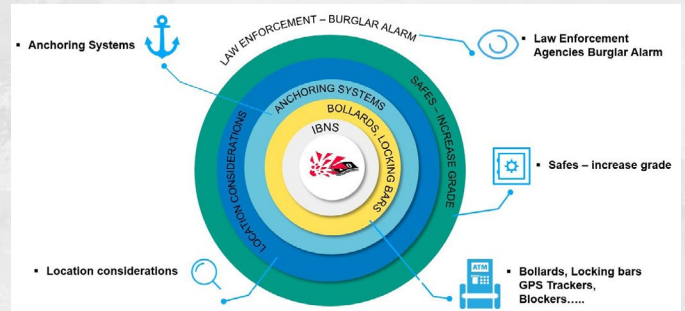 LAW ENFORCEMENT – BURGLAR ALARM
▪ Anchoring Systems
▪ Law Enforcement
Agencies Burglar Alarm
SAFES – INCREASE GRADE
LOCATION CONSIDERATIONS
ANCHORING SYSTEMS
BOLLARDS, LOCKING BARS
IBNS
▪ Safes – increase grade
▪ Location considerations
ATM
▪ Bollards, Locking bars
GPS Trackers,
Blockers.....